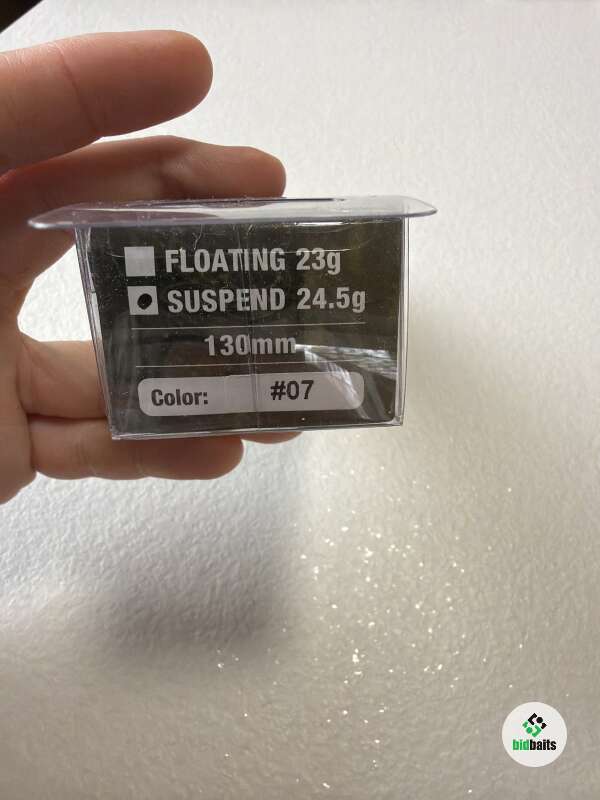 FLOATING 23g
SUSPEND 24.5g
130mm
Color: #07
bidbaits